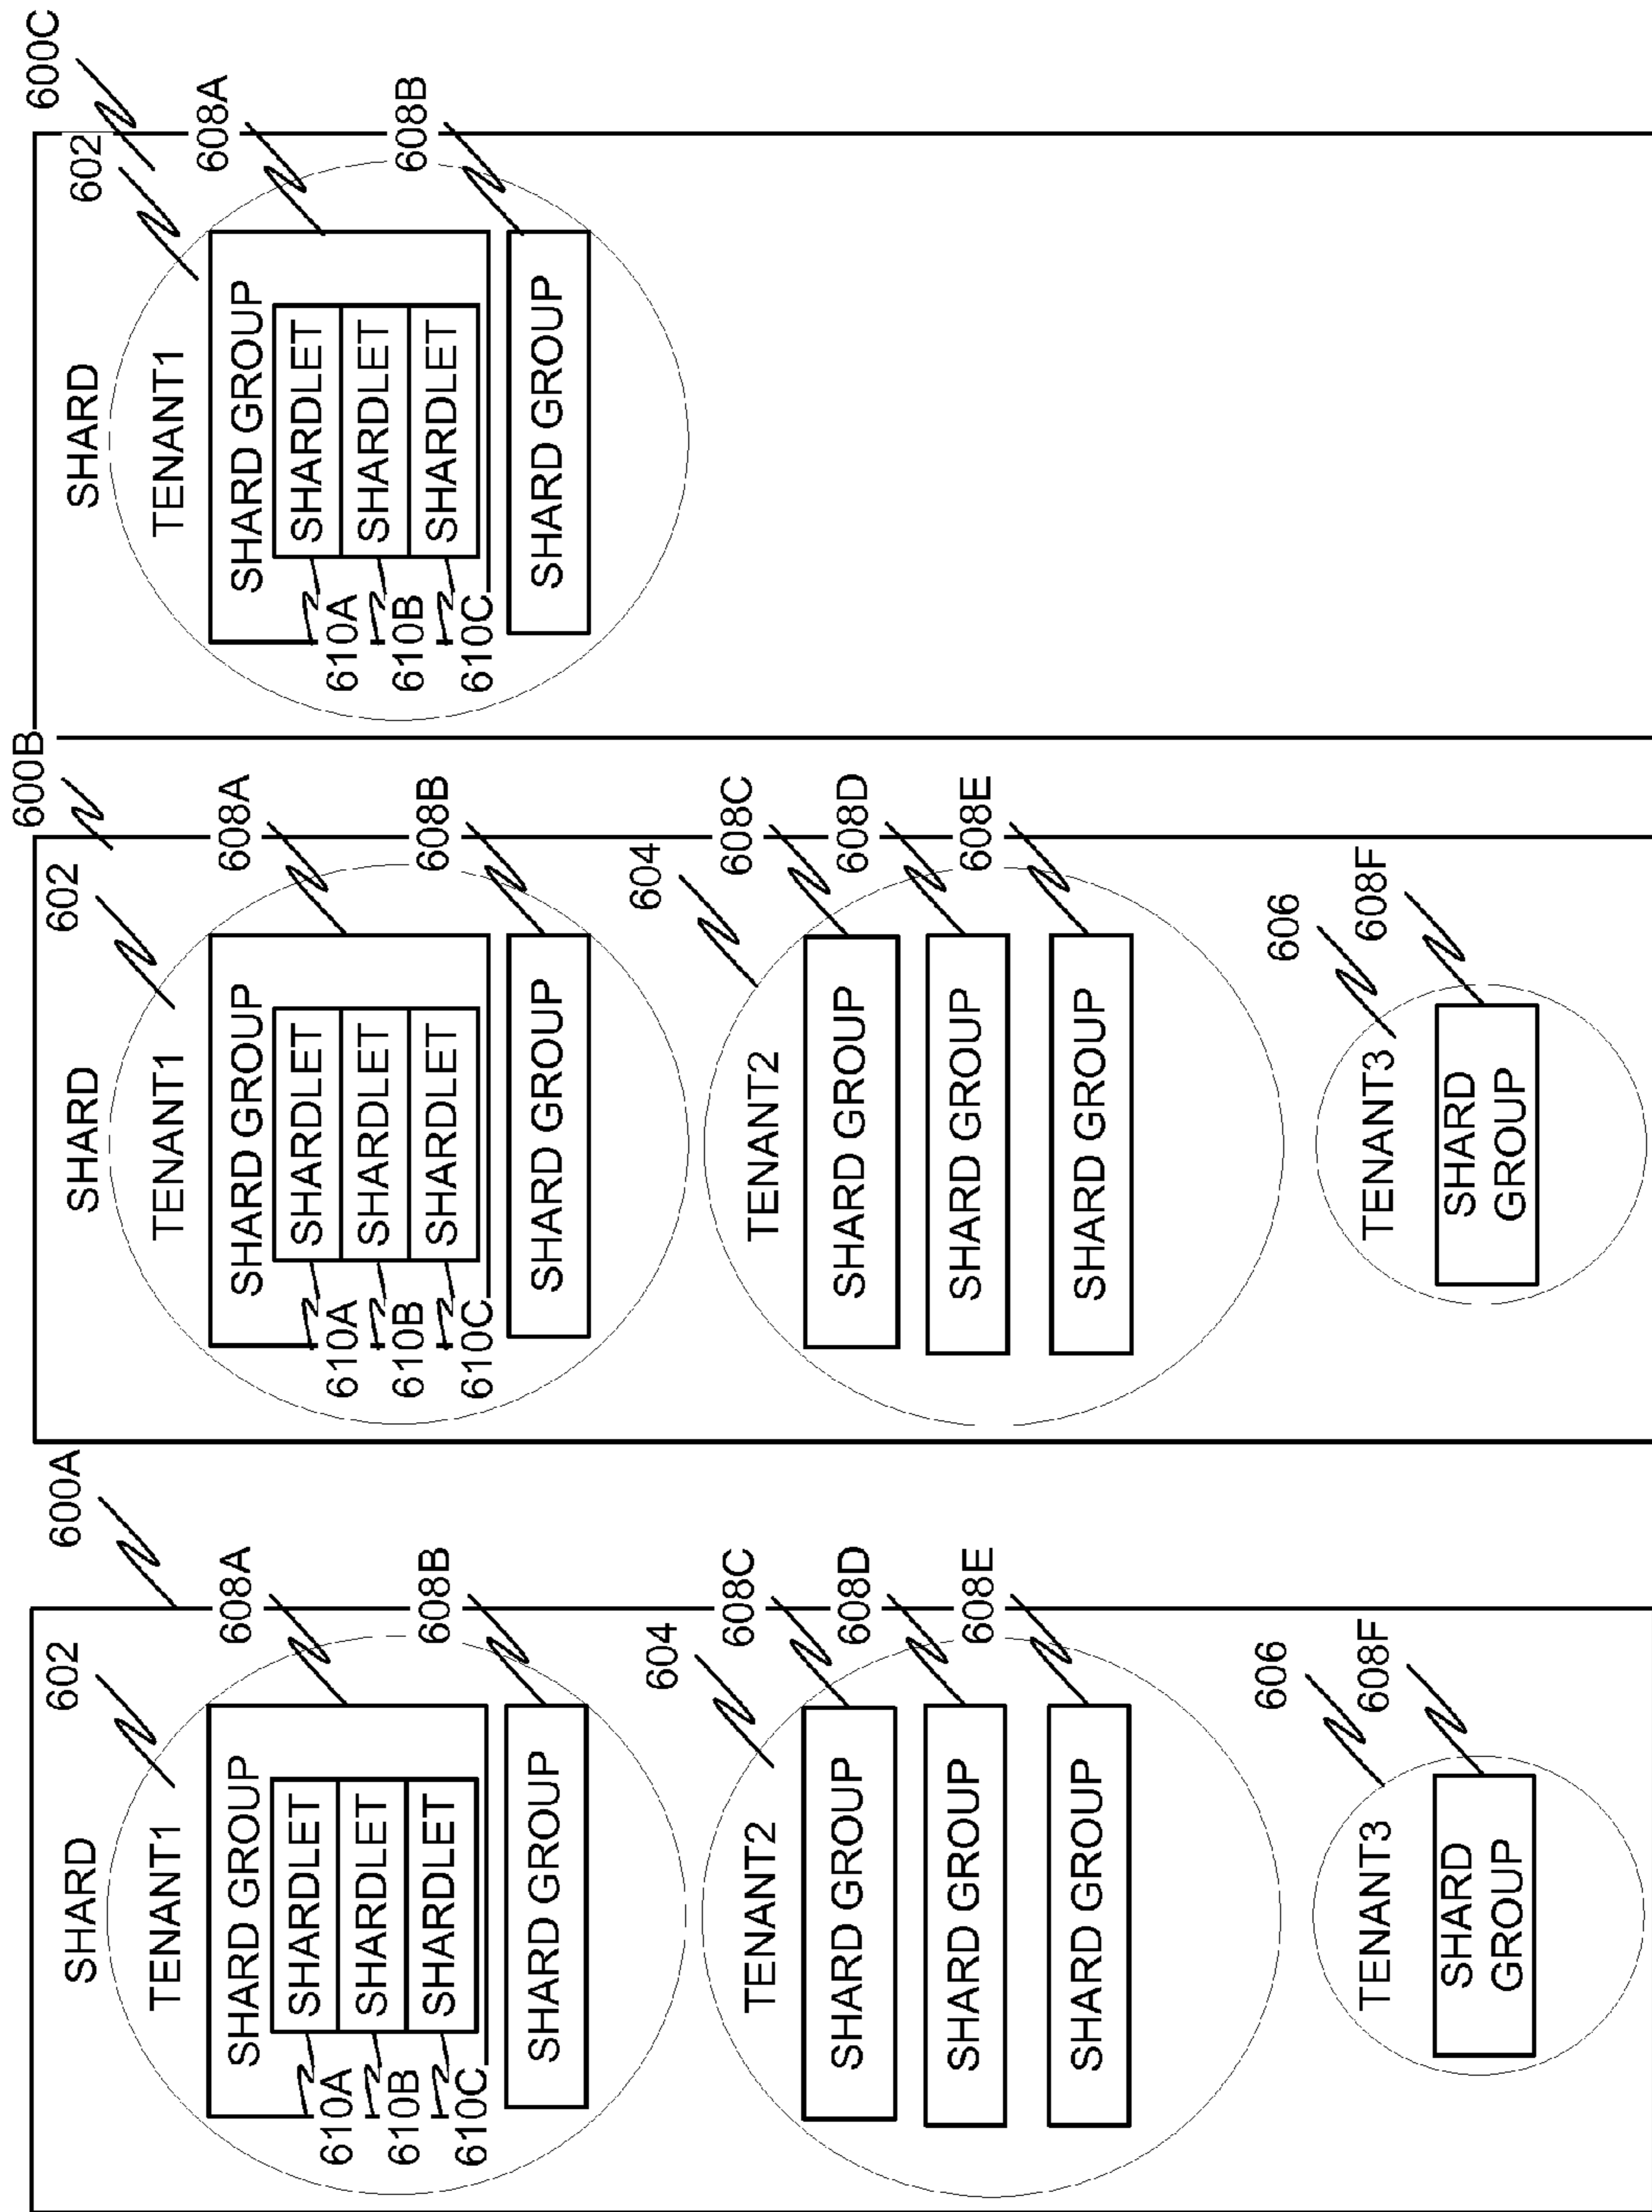 600A
SHARD
602
TENANT1
608A
SHARD GROUP
SHARDLET
SHARDLET
SHARDLET
610A
610B
610C
608B
SHARD GROUP
604
TENANT2
608C
SHARD GROUP
608D
SHARD GROUP
608E
SHARD GROUP
606
TENANT3
608F
SHARD
GROUP
600B
SHARD
602
TENANT1
608A
SHARD GROUP
SHARDLET
SHARDLET
SHARDLET
610A
610B
610C
608B
SHARD GROUP
604
TENANT2
608C
SHARD GROUP
608D
SHARD GROUP
608E
SHARD GROUP
606
TENANT3
608F
SHARD
GROUP
600C
SHARD
602
TENANT1
608A
SHARD GROUP
SHARDLET
SHARDLET
SHARDLET
610A
610B
610C
608B
SHARD GROUP